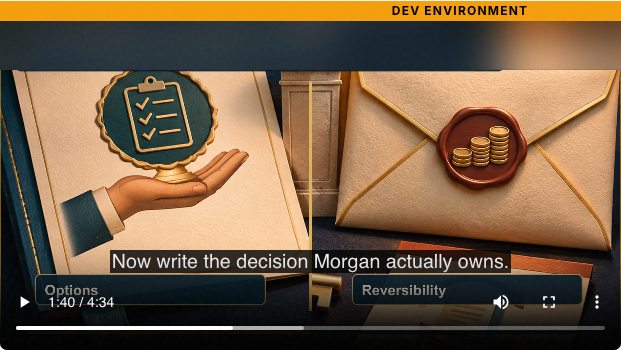 DEV ENVIRONMENT
Now write the decision Morgan actually owns.
Options
Reversibility
1:40 / 4:34